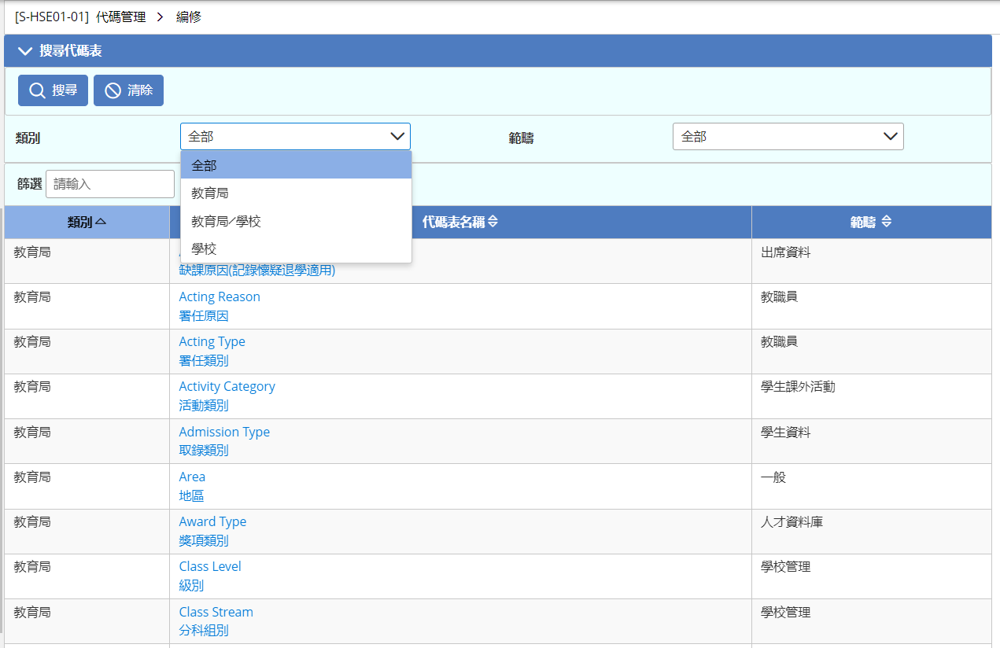 [S-HSE01-01] 代碼管理 > 編修
搜尋代碼表
搜尋 清除
類別 全部 範疇 全部
全部
教育局
教育局/學校
學校
篩選 請輸入
類別 代碼表名稱 範疇
教育局 出席資料
缺課原因(記錄懷疑退學適用)
教育局 Acting Reason 教職員
署任原因
教育局 Acting Type 教職員
署任類別
教育局 Activity Category 學生課外活動
活動類別
教育局 Admission Type 學生資料
取錄類別
教育局 Area 一般
地區
教育局 Award Type 人才資料庫
獎項類別
教育局 Class Level 學校管理
級別
教育局 Class Stream 學校管理
分科組別